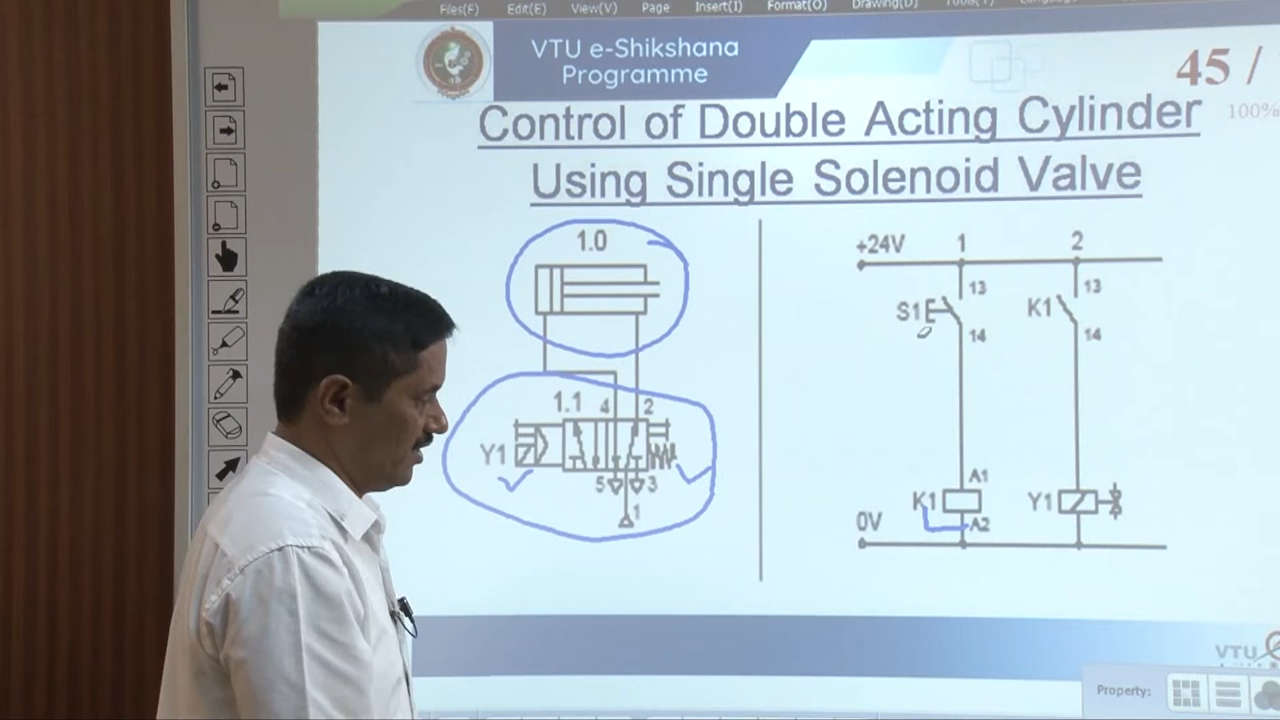 Files(F) Edit(E) View(V) Page Insert(I) Format(O) Drawing(D) Tools(T) Language
VTU e-Shikshana
Programme
45 /
100%
Control of Double Acting Cylinder
Using Single Solenoid Valve
1.0
1.1 4 2
Y1
5 3
1
+24V 1 2
13 13
S1 K1
14 14
A1
K1 Y1
A2
0V
VTU
Property: